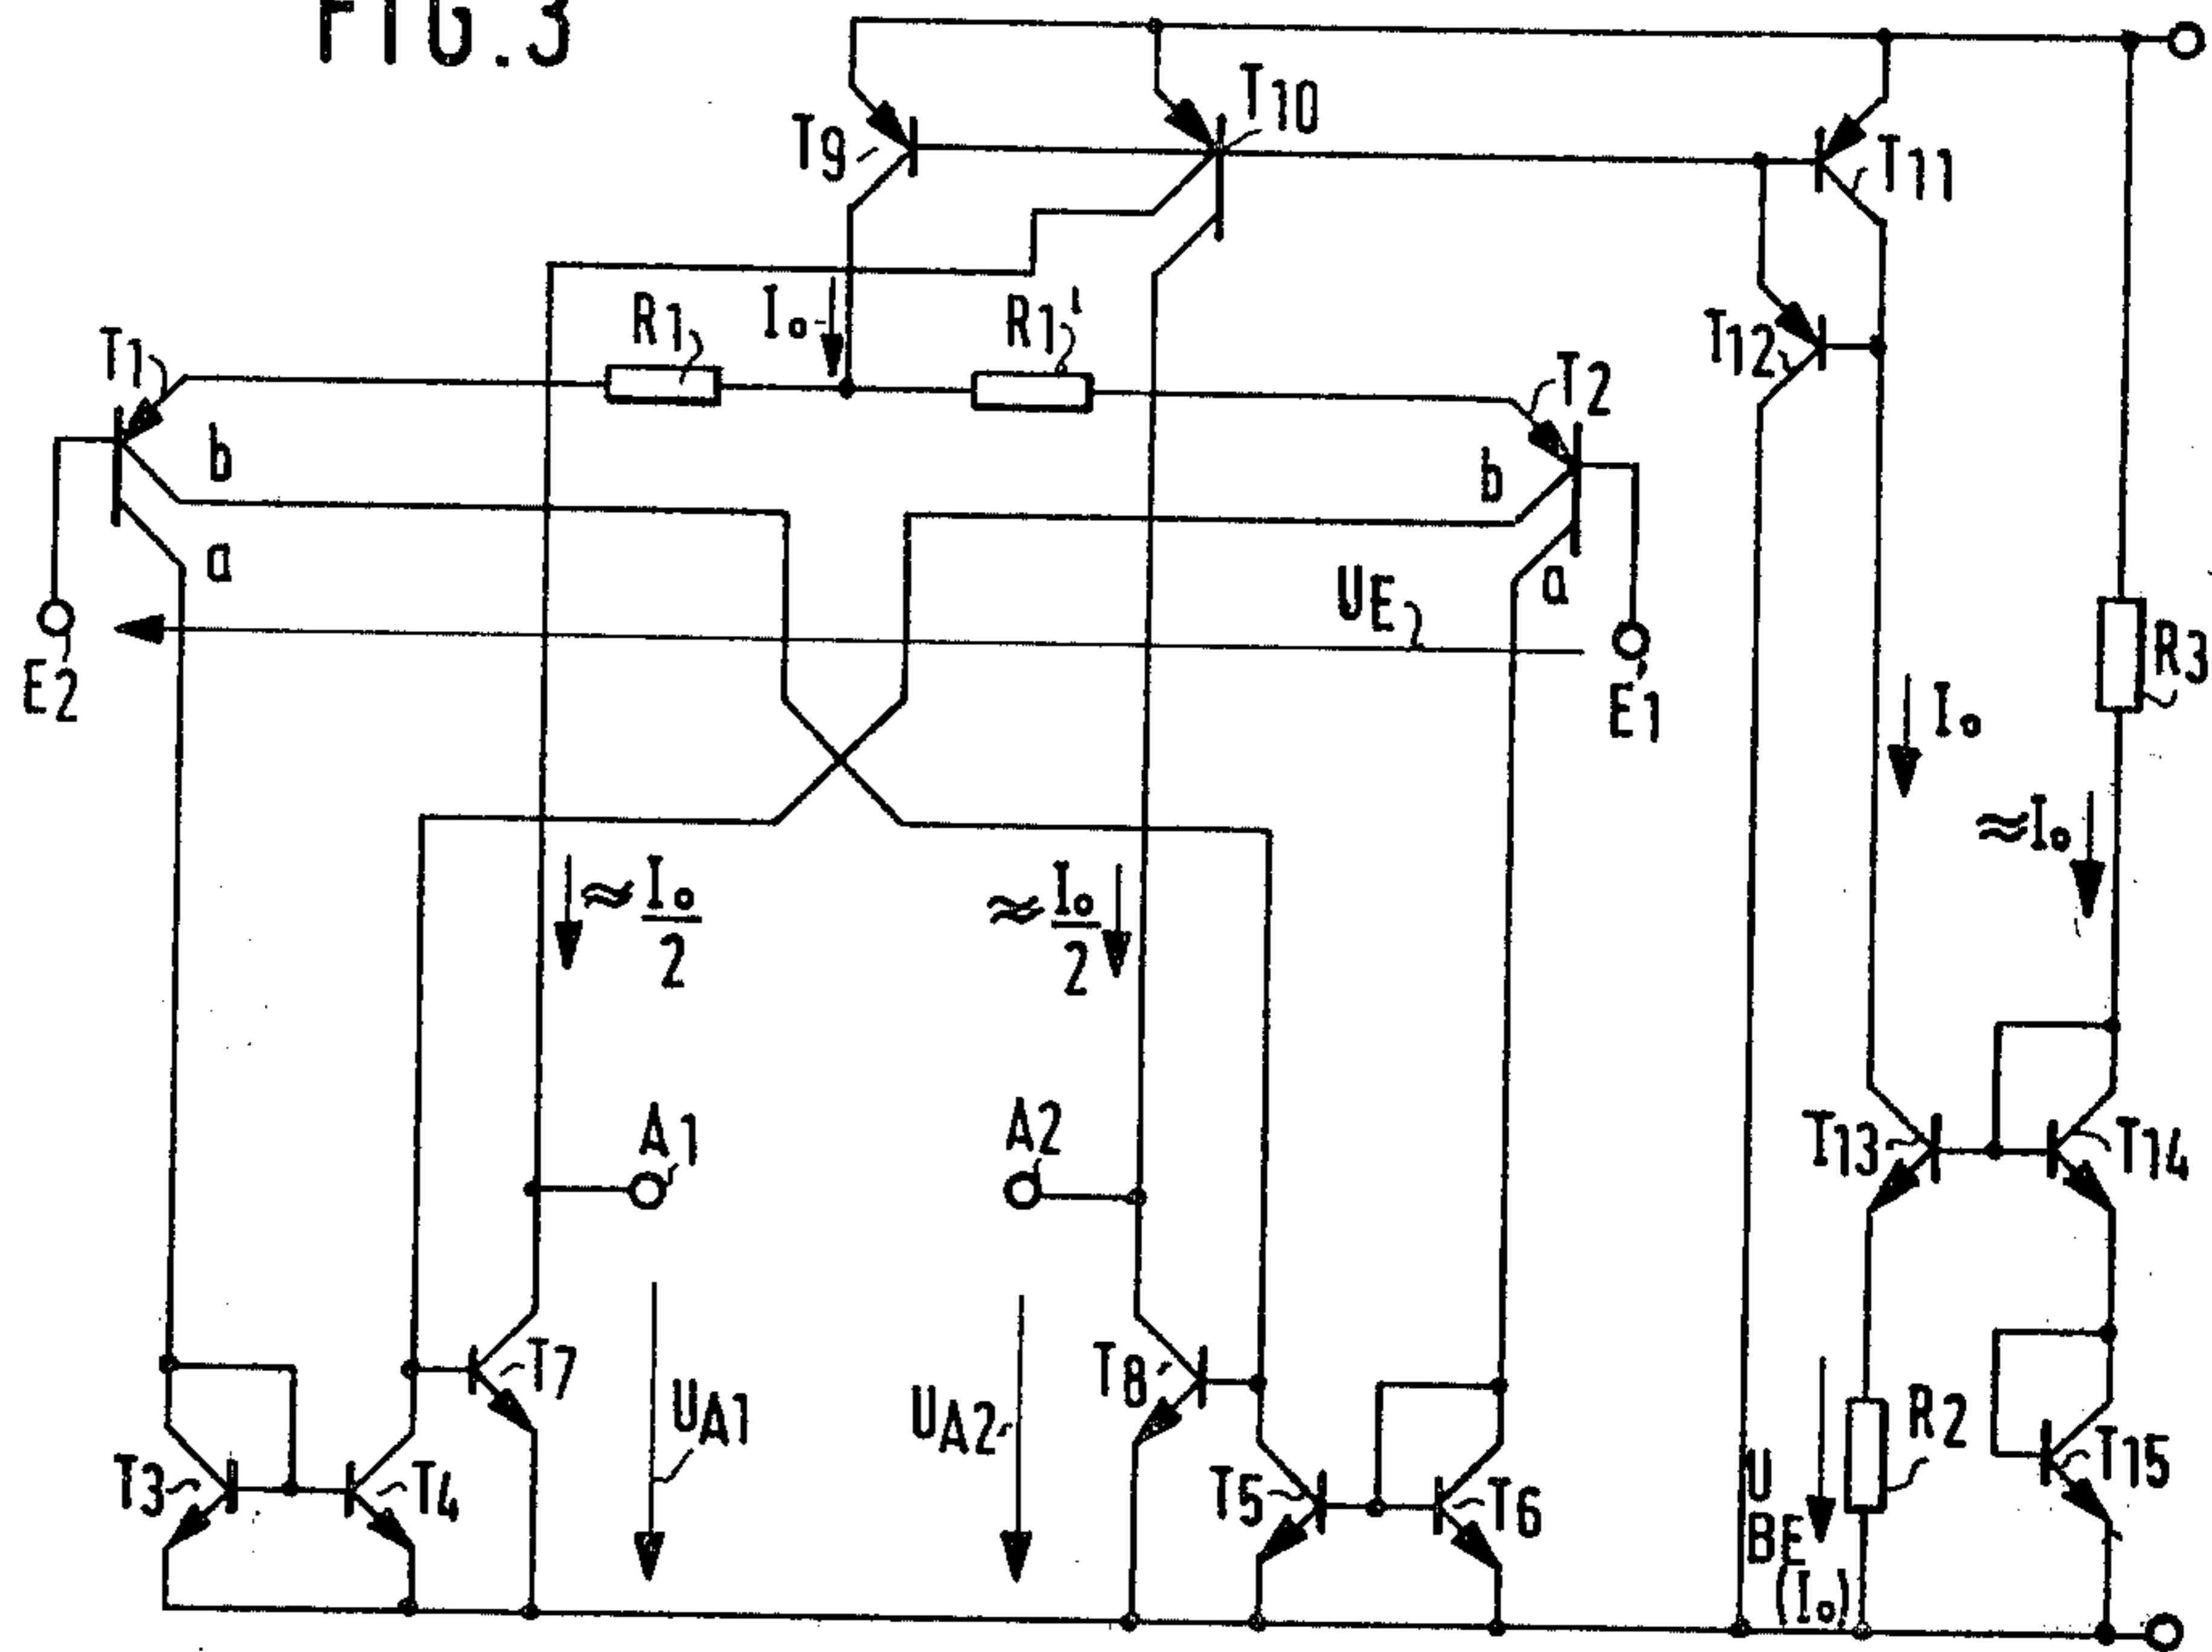 FIG.3
T10
T9
T11
I₀
R1
R1'
T12
T1
T2
b
b
a
a
UE
R3
E2
E1
I₀
≈I₀
≈I₀/2
≈I₀/2
A1
A2
T13
T14
T7
T8
UA1
UA2
R2
T3
T4
T5
T6
UBE(I₀)
T15